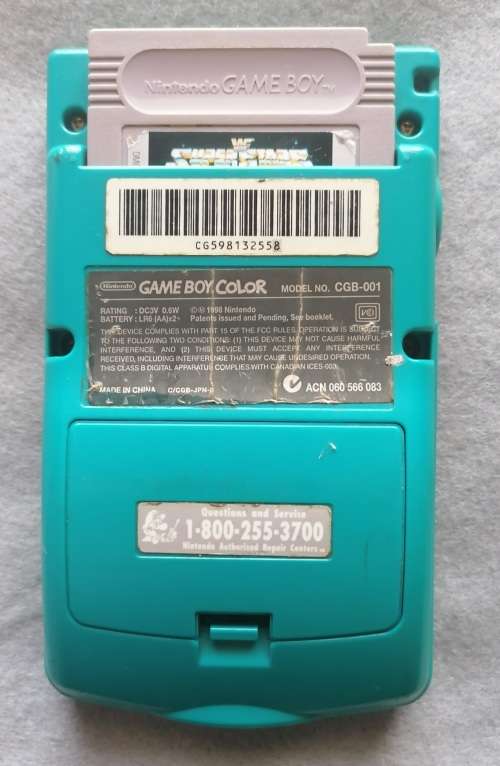 Nintendo GAME BOY™
WF
CG598132558
Nintendo GAME BOY COLOR MODEL NO. CGB-001
RATING : DC3V 0.6W ©℗ 1998 Nintendo
BATTERY : LR6 (AA)x2 Patents issued and Pending, See booklet.
THIS DEVICE COMPLIES WITH PART 15 OF THE FCC RULES. OPERATION IS SUBJECT
TO THE FOLLOWING TWO CONDITIONS: (1) THIS DEVICE MAY NOT CAUSE HARMFUL
INTERFERENCE, AND (2) THIS DEVICE MUST ACCEPT ANY INTERFERENCE
RECEIVED, INCLUDING INTERFERENCE THAT MAY CAUSE UNDESIRED OPERATION.
THIS CLASS B DIGITAL APPARATUS COMPLIES WITH CANADIAN ICES-003.
MADE IN CHINA C/CGB-JPN-B ACN 060 566 083
Questions and Service
1-800-255-3700
Nintendo Authorized Repair Centers